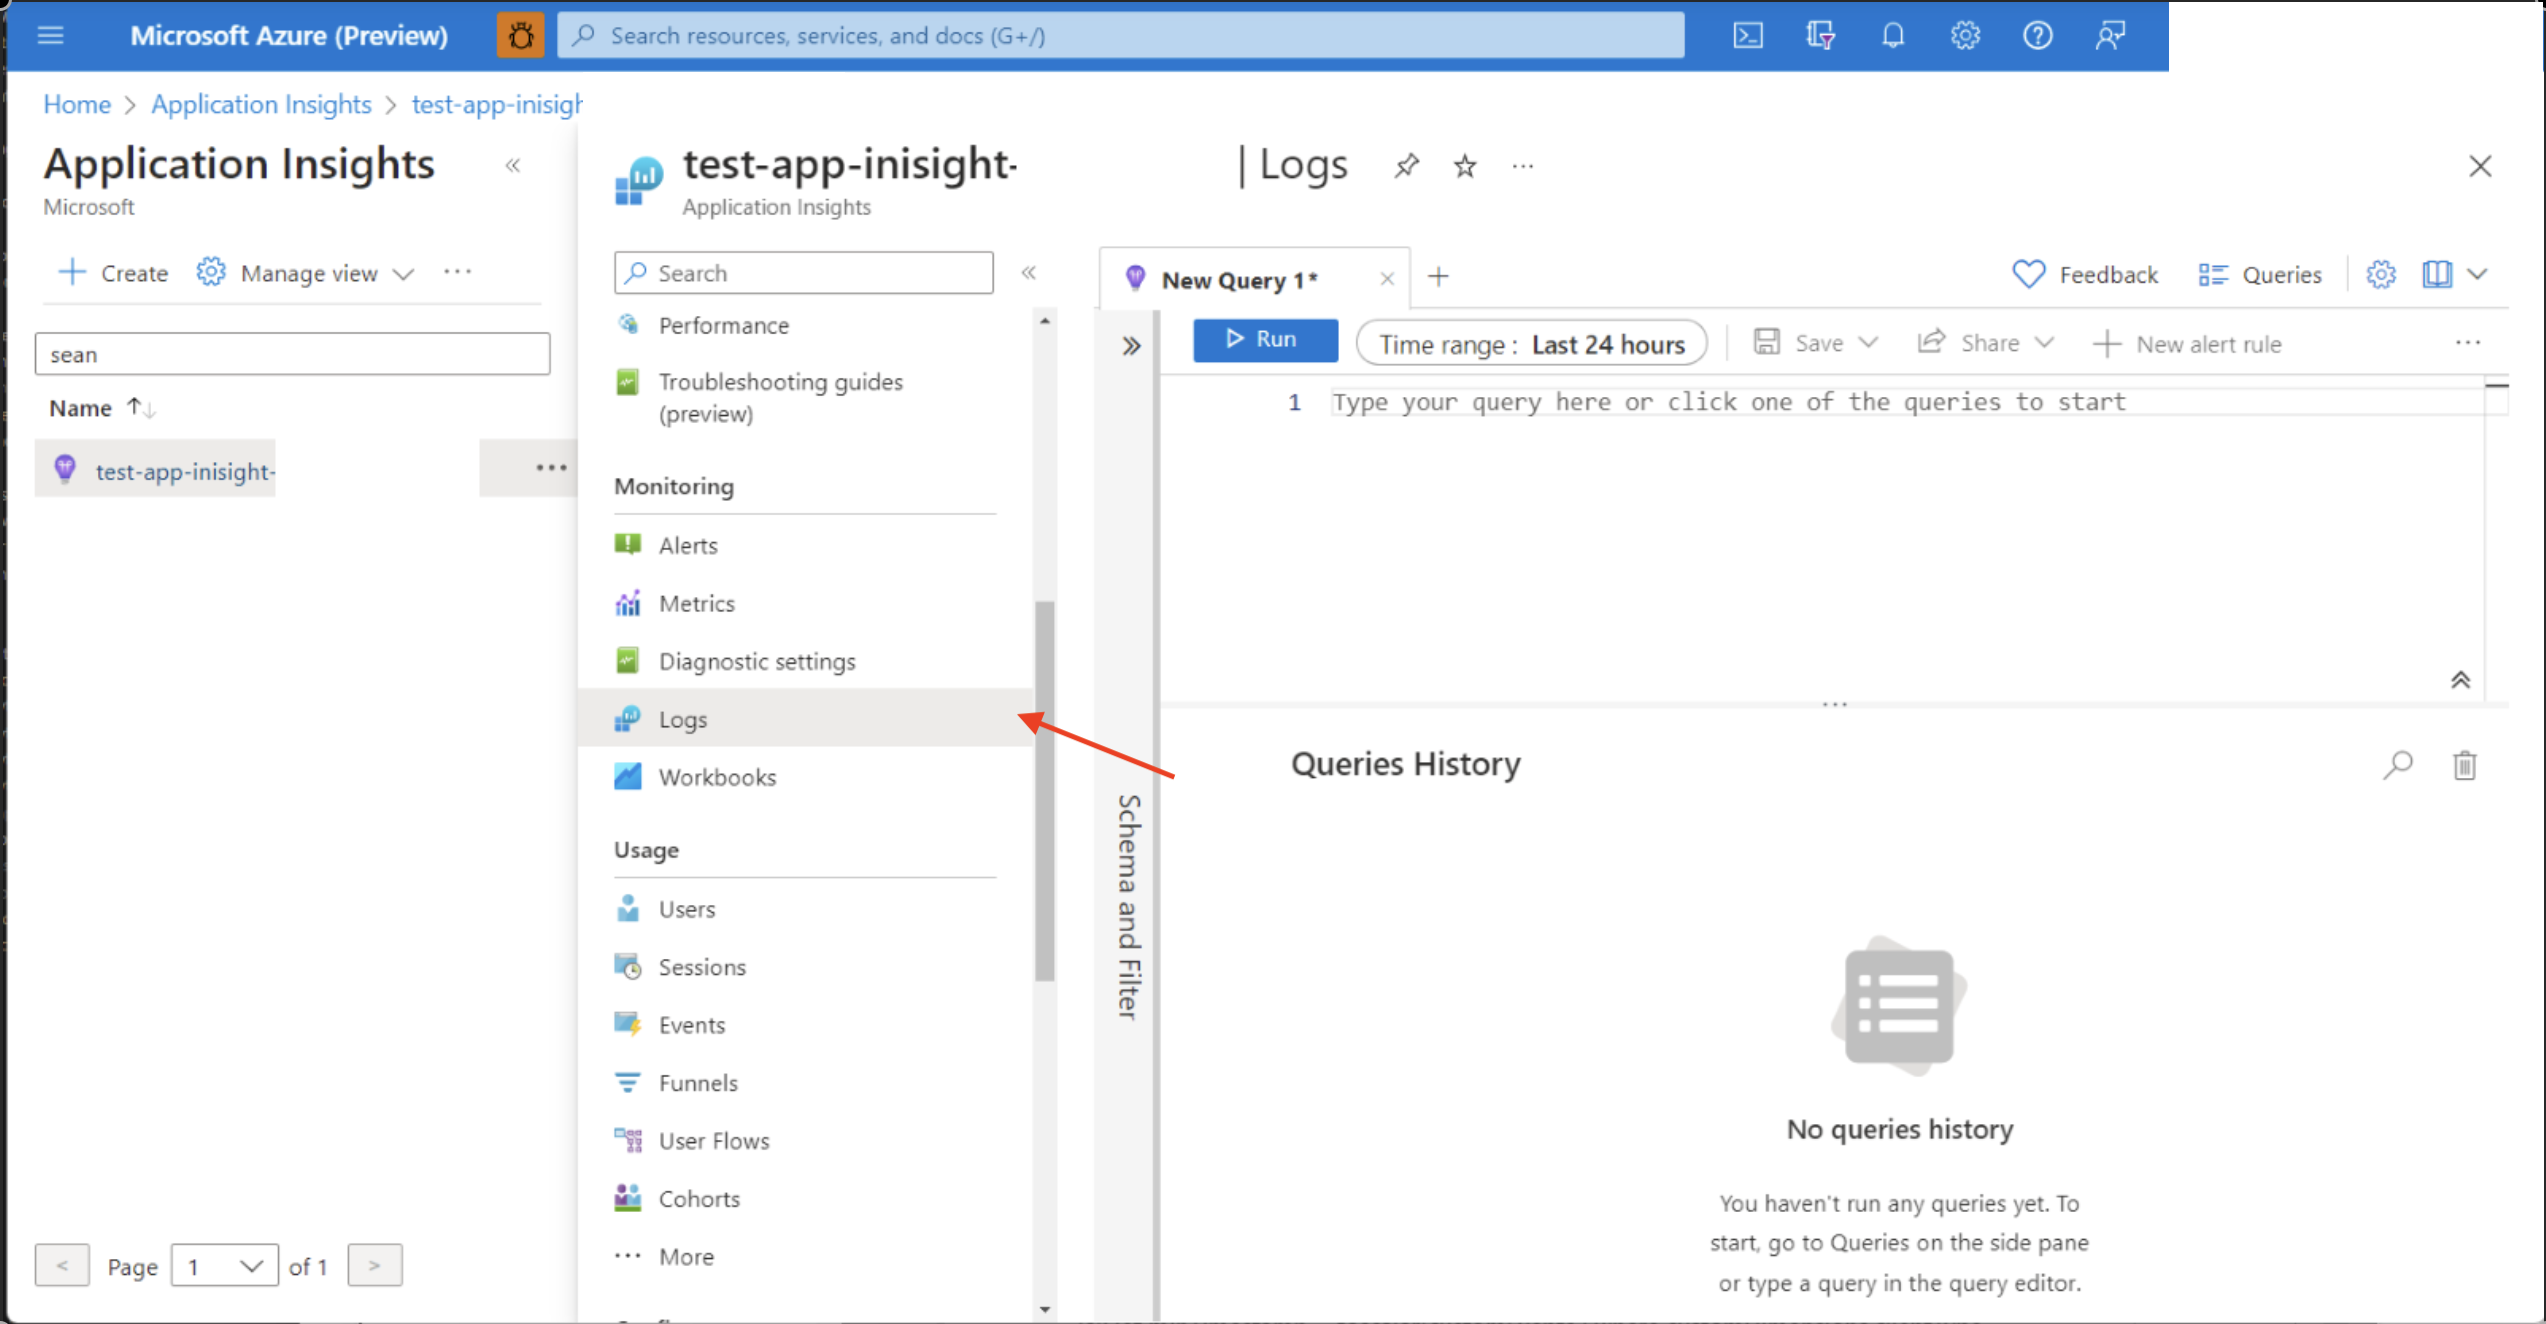 Microsoft Azure (Preview)
Search resources, services, and docs (G+/)
Home > Application Insights > test-app-inisigh
Application Insights
Microsoft
Create
Manage view
sean
Name
test-app-inisight-
< Page 1 of 1 >
test-app-inisight-
| Logs
Application Insights
Search
Performance
Troubleshooting guides
(preview)
Monitoring
Alerts
Metrics
Diagnostic settings
Logs
Workbooks
Usage
Users
Sessions
Events
Funnels
User Flows
Cohorts
More
New Query 1*
Feedback
Queries
Run
Time range : Last 24 hours
Save
Share
New alert rule
1 Type your query here or click one of the queries to start
Schema and Filter
Queries History
No queries history
You haven't run any queries yet. To
start, go to Queries on the side pane
or type a query in the query editor.